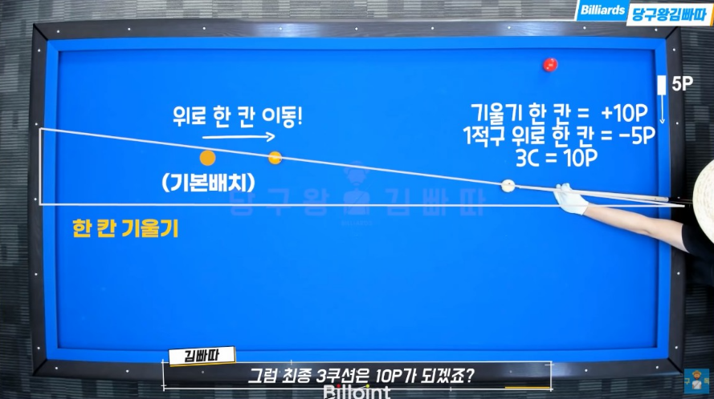 Billiards
당구왕김빠따
5P
위로 한 칸 이동!
기울기 한 칸 = +10P
1적구 위로 한 칸 = -5P
3C = 10P
(기본배치)
당구왕 김빠따
한 칸 기울기
김빠따
그럼 최종 3쿠션은 10P가 되겠죠?
Billoint
구독